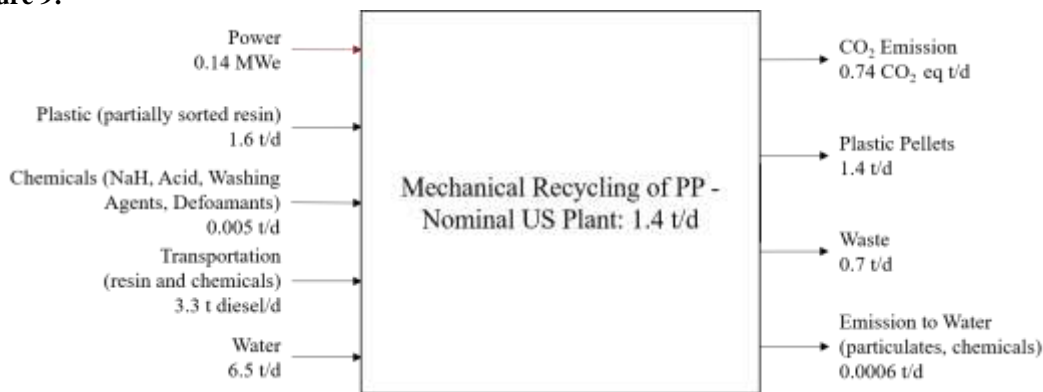 ure 9.
Power
0.14 MWe
Plastic (partially sorted resin)
1.6 t/d
Chemicals (NaH, Acid, Washing
Agents, Defoamants)
0.005 t/d
Transportation
(resin and chemicals)
3.3 t diesel/d
Water
6.5 t/d
Mechanical Recycling of PP -
Nominal US Plant: 1.4 t/d
CO₂ Emission
0.74 CO₂ eq t/d
Plastic Pellets
1.4 t/d
Waste
0.7 t/d
Emission to Water
(particulates, chemicals)
0.0006 t/d